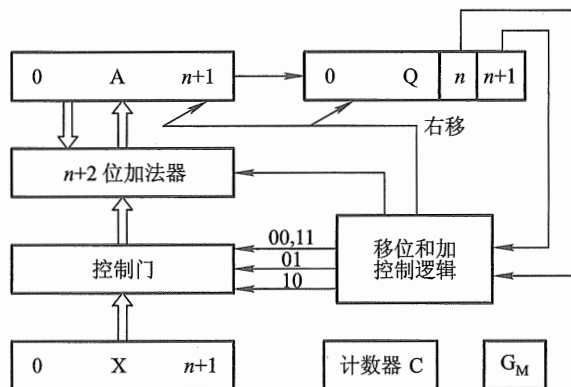 0 A n+1
0 Q n n+1
右移
n+2 位加法器
00,11
01
10
控制门
移位和加
控制逻辑
0 X n+1
计数器 C
G_M